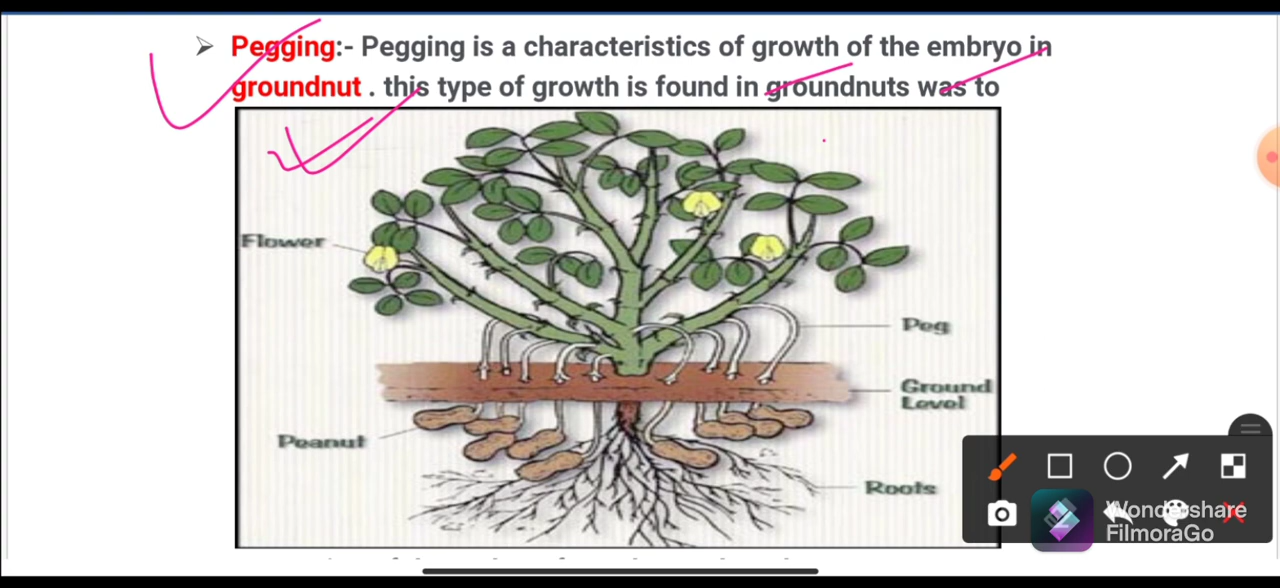 ➢ Pegging:- Pegging is a characteristics of growth of the embryo in
groundnut . this type of growth is found in groundnuts was to
Flower
Peg
Ground
Level
Peanut
Roots
Wondershare
FilmoraGo